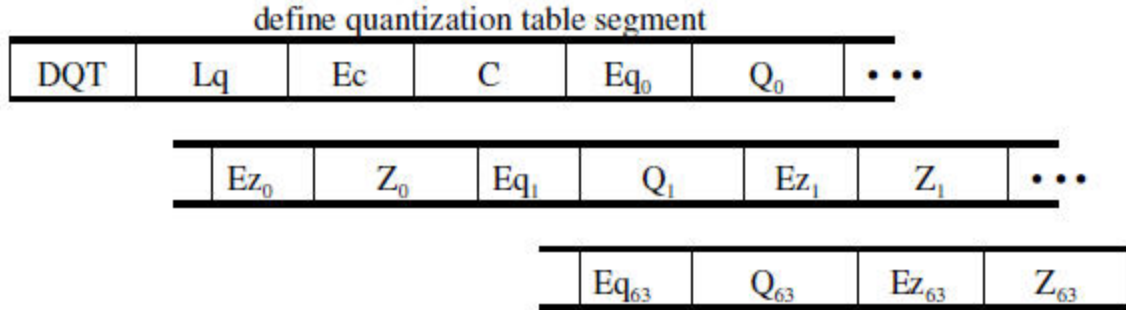 define quantization table segment
DQT Lq Ec C Eq₀ Q₀ •••
Ez₀ Z₀ Eq₁ Q₁ Ez₁ Z₁ •••
Eq₆₃ Q₆₃ Ez₆₃ Z₆₃